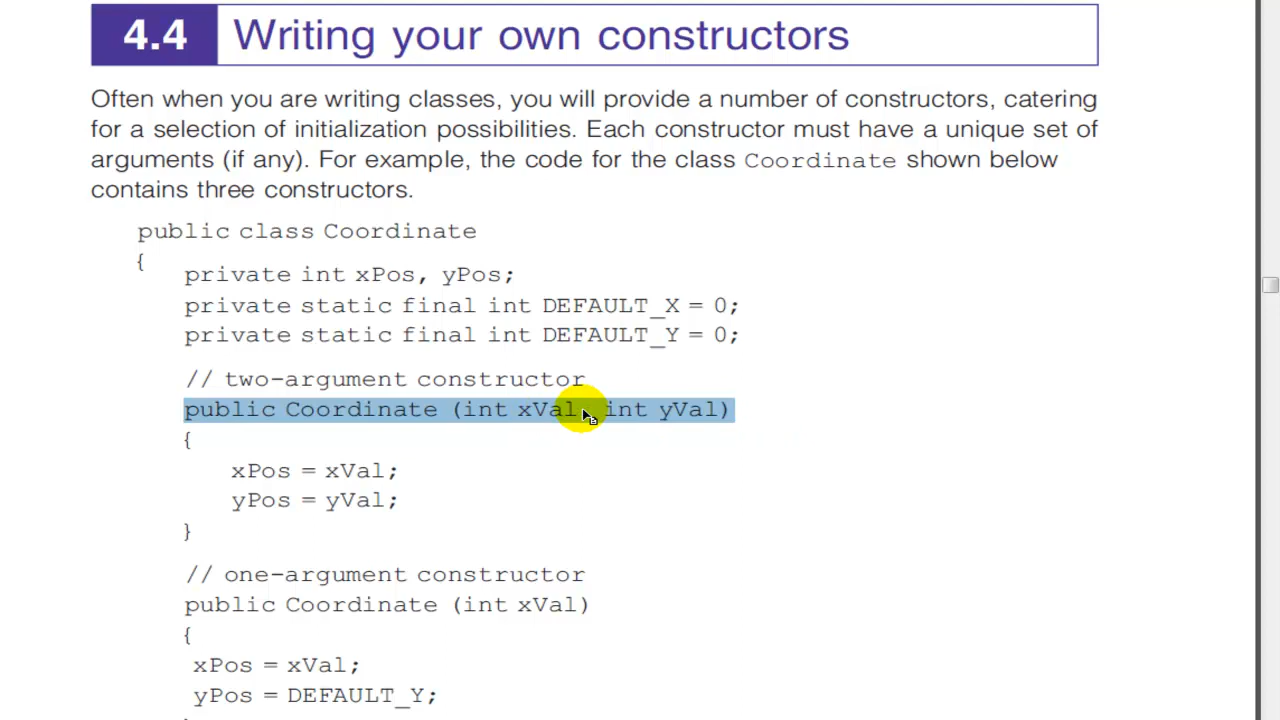 4.4 Writing your own constructors
Often when you are writing classes, you will provide a number of constructors, catering
for a selection of initialization possibilities. Each constructor must have a unique set of
arguments (if any). For example, the code for the class Coordinate shown below
contains three constructors.
public class Coordinate
{
private int xPos, yPos;
private static final int DEFAULT_X = 0;
private static final int DEFAULT_Y = 0;
// two-argument constructor
public Coordinate (int xVal, int yVal)
{
xPos = xVal;
yPos = yVal;
}
// one-argument constructor
public Coordinate (int xVal)
{
xPos = xVal;
yPos = DEFAULT_Y;